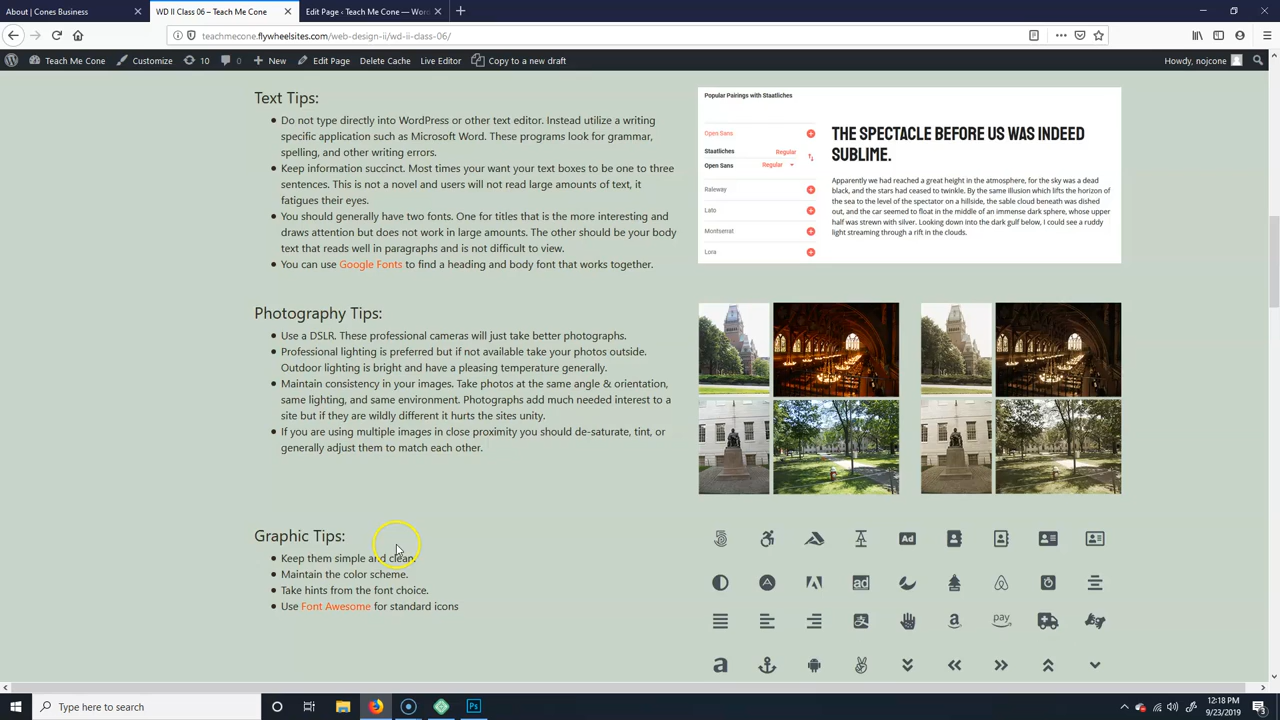 About | Cones Business
WD II Class 06 – Teach Me Cone
Edit Page ‹ Teach Me Cone — Wor
teachmecone.flywheelsites.com/web-design-ii/wd-ii-class-06/
Teach Me Cone
Customize
10
0
New
Edit Page
Delete Cache
Live Editor
Copy to a new draft
Howdy, nojcone
Text Tips:
Do not type directly into WordPress or other text editor. Instead utilize a writing
specific application such as Microsoft Word. These programs look for grammar,
spelling, and other writing errors.
Keep information succinct. Most times your want your text boxes to be one to three
sentences. This is not a novel and users will not read large amounts of text, it
fatigues their eyes.
You should generally have two fonts. One for titles that is the more interesting and
draws attention but does not work in large amounts. The other should be your body
text that reads well in paragraphs and is not difficult to view.
You can use Google Fonts to find a heading and body font that works together.
Popular Pairings with Staatliches
Open Sans
Staatliches Regular
Open Sans Regular
Raleway
Lato
Montserrat
Lora
THE SPECTACLE BEFORE US WAS INDEED
SUBLIME.
Apparently we had reached a great height in the atmosphere, for the sky was a dead
black, and the stars had ceased to twinkle. By the same illusion which lifts the horizon of
the sea to the level of the spectator on a hillside, the sable cloud beneath was dished
out, and the car seemed to float in the middle of an immense dark sphere, whose upper
half was strewn with silver. Looking down into the dark gulf below, I could see a ruddy
light streaming through a rift in the clouds.
Photography Tips:
Use a DSLR. These professional cameras will just take better photographs.
Professional lighting is preferred but if not available take your photos outside.
Outdoor lighting is bright and have a pleasing temperature generally.
Maintain consistency in your images. Take photos at the same angle & orientation,
same lighting, and same environment. Photographs add much needed interest to a
site but if they are wildly different it hurts the sites unity.
If you are using multiple images in close proximity you should de-saturate, tint, or
generally adjust them to match each other.
Graphic Tips:
Keep them simple and clean.
Maintain the color scheme.
Take hints from the font choice.
Use Font Awesome for standard icons
Ad
ad
pay
Type here to search
Ps
12:18 PM
9/23/2019
3